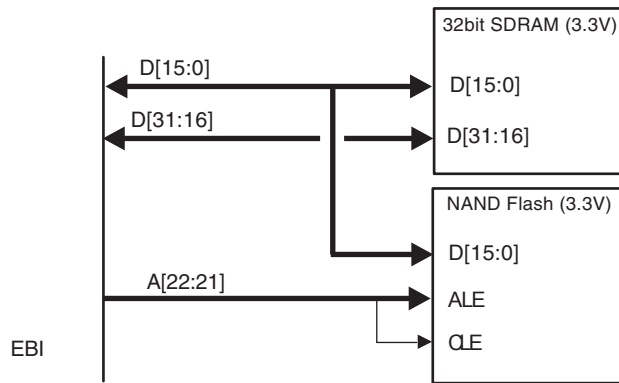 32bit SDRAM (3.3V)
D[15:0]
D[15:0]
D[31:16]
D[31:16]
NAND Flash (3.3V)
D[15:0]
A[22:21]
ALE
CLE
EBI